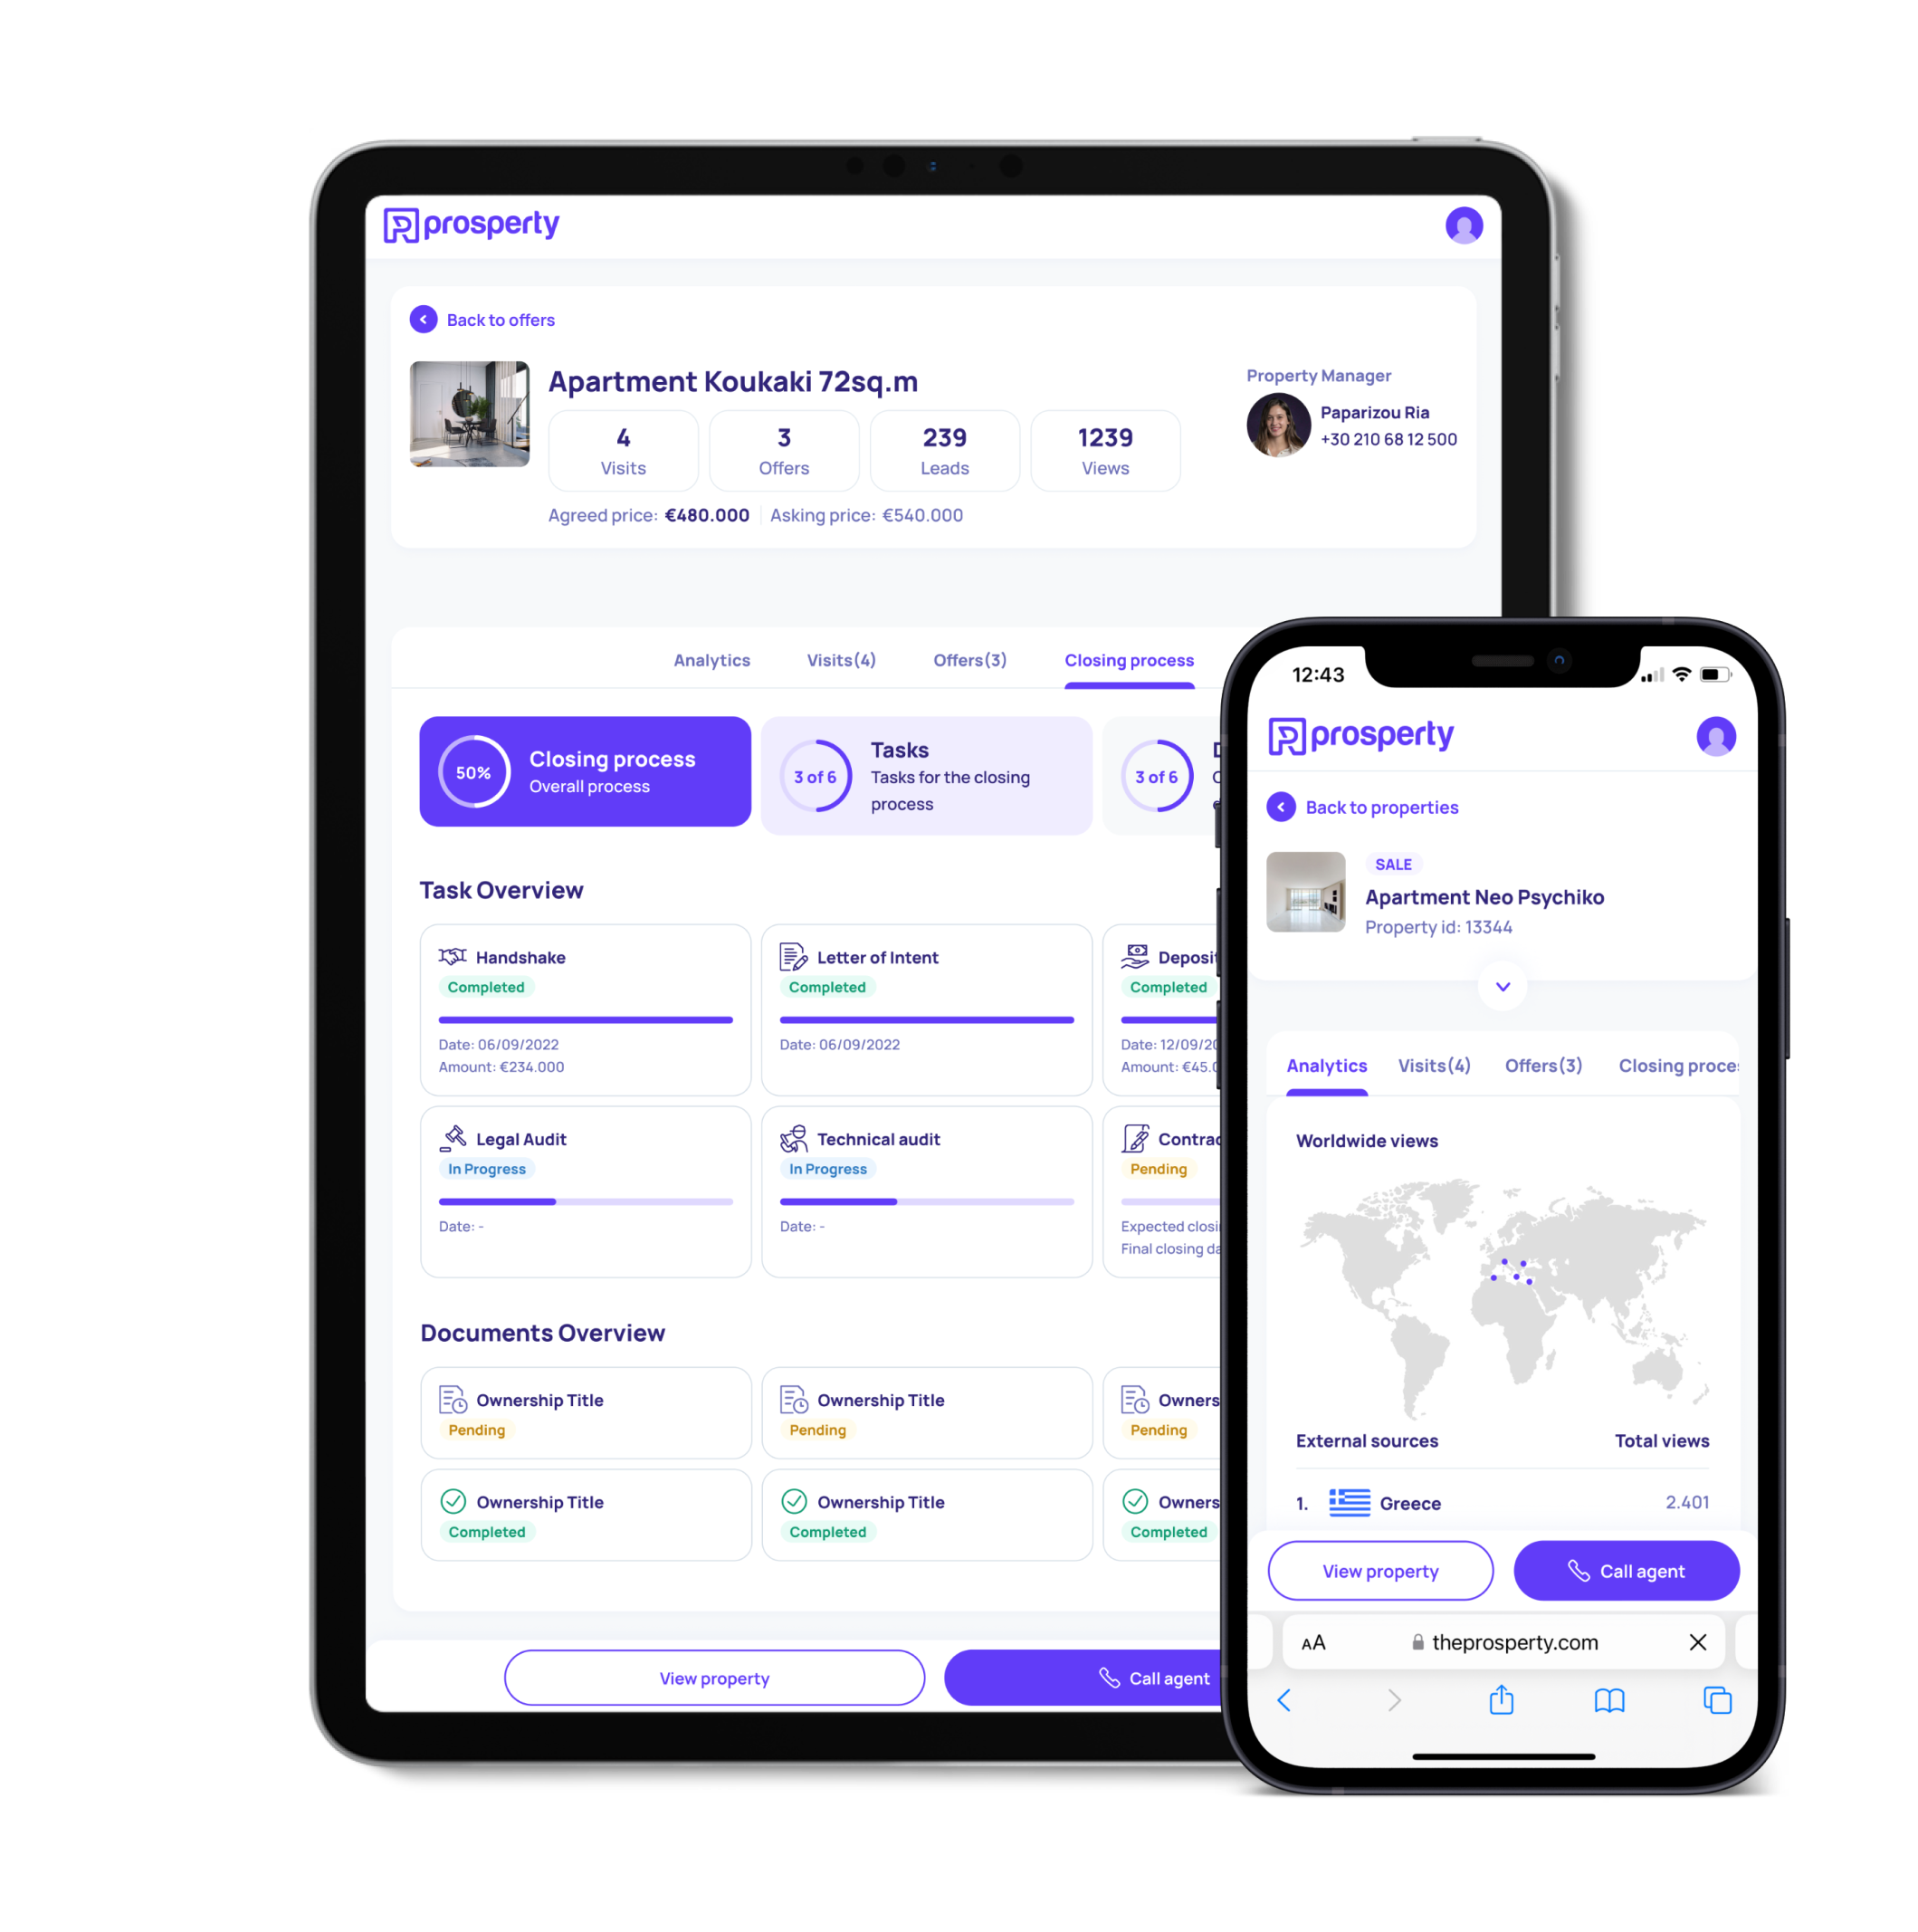 prosperty
Back to offers
Apartment Koukaki 72sq.m
4
Visits
3
Offers
239
Leads
1239
Views
Agreed price: €480.000
Asking price: €540.000
Property Manager
Paparizou Ria
+30 210 68 12 500
Analytics
Visits(4)
Offers(3)
Closing process
50%
Closing process
Overall process
3 of 6
Tasks
Tasks for the closing
process
3 of 6
Task Overview
Handshake
Completed
Date: 06/09/2022
Amount: €234.000
Letter of Intent
Completed
Date: 06/09/2022
Deposit
Completed
Date: 12/09/20
Amount: €45.0
Legal Audit
In Progress
Date: -
Technical audit
In Progress
Date: -
Contrac
Pending
Expected closi
Final closing da
Documents Overview
Ownership Title
Pending
Ownership Title
Pending
Owners
Pending
Ownership Title
Completed
Ownership Title
Completed
Owners
Completed
View property
Call agent
12:43
prosperty
Back to properties
SALE
Apartment Neo Psychiko
Property id: 13344
Analytics
Visits(4)
Offers(3)
Closing proce
Worldwide views
External sources
Total views
1.
Greece
2.401
View property
Call agent
AA
theprosperty.com